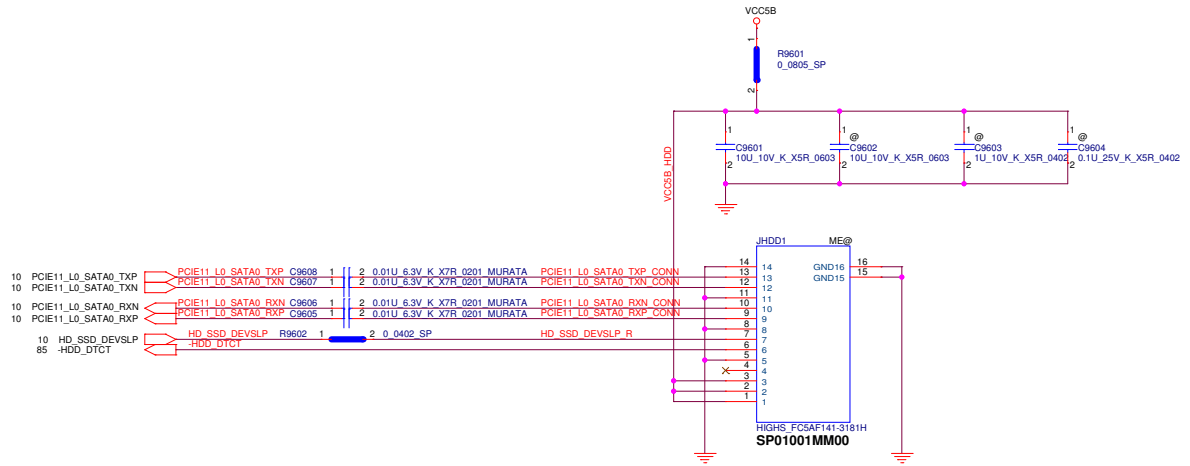 VCC5B
1
R9601
0_0805_SP
2
VCC5B_HDD
1
C9601
10U_10V_K_X5R_0603
2
1
@
C9602
10U_10V_K_X5R_0603
2
1
@
C9603
1U_10V_K_X5R_0402
2
1
@
C9604
0.1U_25V_K_X5R_0402
2
JHDD1 ME@
10 PCIE11_L0_SATA0_TXP PCIE11_L0_SATA0_TXP C9608 1 2 0.01U_6.3V_K_X7R_0201_MURATA PCIE11_L0_SATA0_TXP_CONN
10 PCIE11_L0_SATA0_TXN PCIE11_L0_SATA0_TXN C9607 1 2 0.01U_6.3V_K_X7R_0201_MURATA PCIE11_L0_SATA0_TXN_CONN
10 PCIE11_L0_SATA0_RXN PCIE11_L0_SATA0_RXN C9606 1 2 0.01U_6.3V_K_X7R_0201_MURATA PCIE11_L0_SATA0_RXN_CONN
10 PCIE11_L0_SATA0_RXP PCIE11_L0_SATA0_RXP C9605 1 2 0.01U_6.3V_K_X7R_0201_MURATA PCIE11_L0_SATA0_RXP_CONN
10 HD_SSD_DEVSLP HD_SSD_DEVSLP R9602 1 2 0_0402_SP HD_SSD_DEVSLP_R
85 -HDD_DTCT -HDD_DTCT
14 14 GND16 16
13 13 GND15 15
12 12
11 11
10 10
9 9
8 8
7 7
6 6
5 5
4 4
3 3
2 2
1 1
HIGHS_FC5AF141-3181H
SP01001MM00